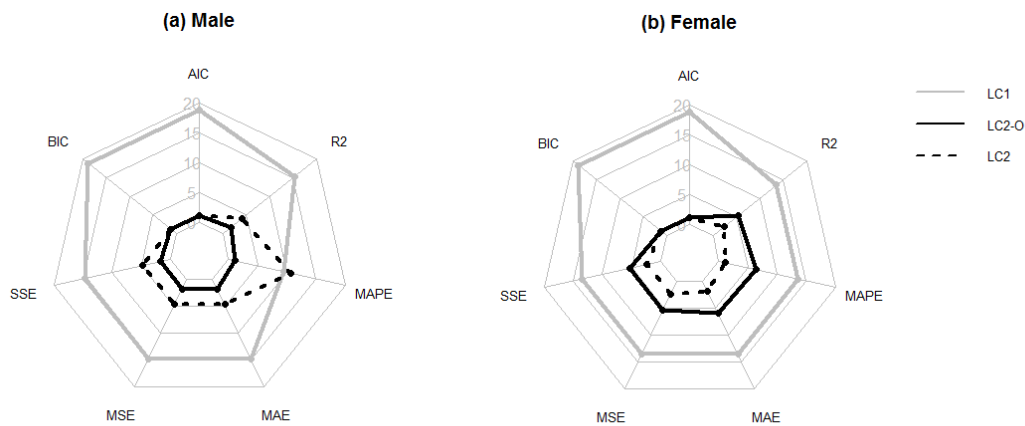 (a) Male
AIC
R2
MAPE
MAE
MSE
SSE
BIC
20
15
10
5
0
(b) Female
AIC
R2
MAPE
MAE
MSE
SSE
BIC
20
15
10
5
0
LC1
LC2-O
LC2